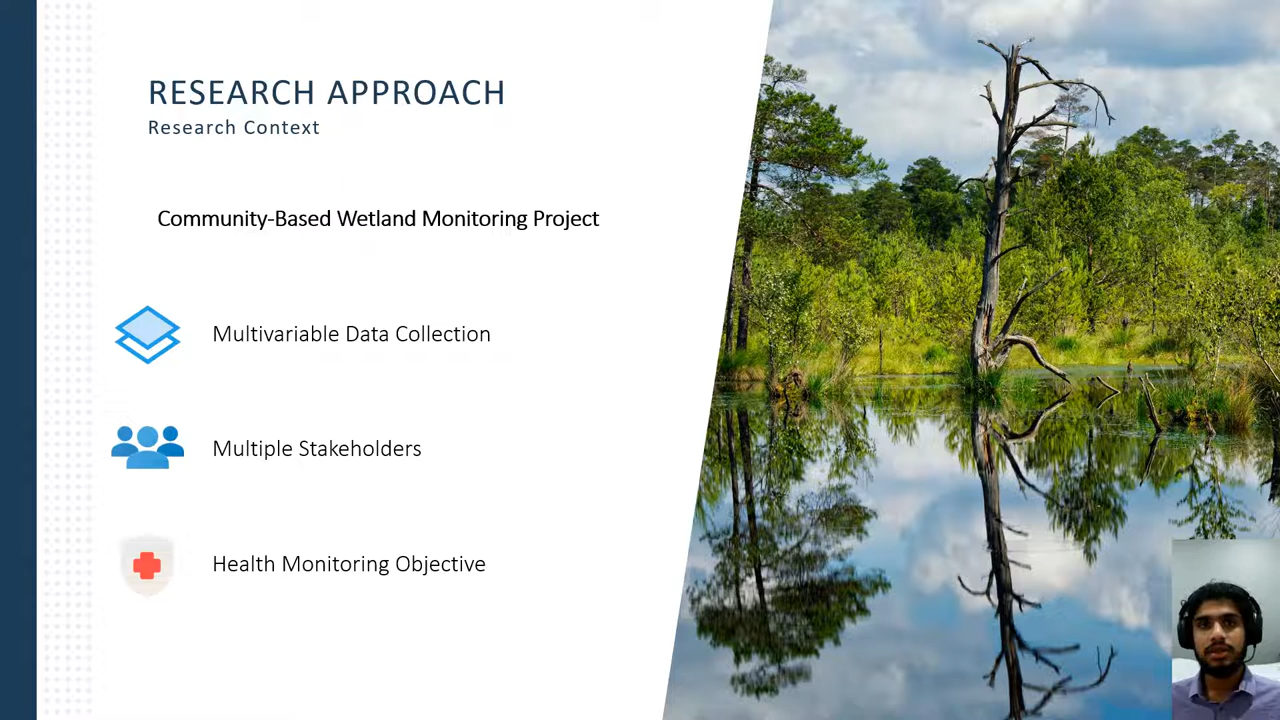 RESEARCH APPROACH
Research Context
Community-Based Wetland Monitoring Project
Multivariable Data Collection
Multiple Stakeholders
Health Monitoring Objective